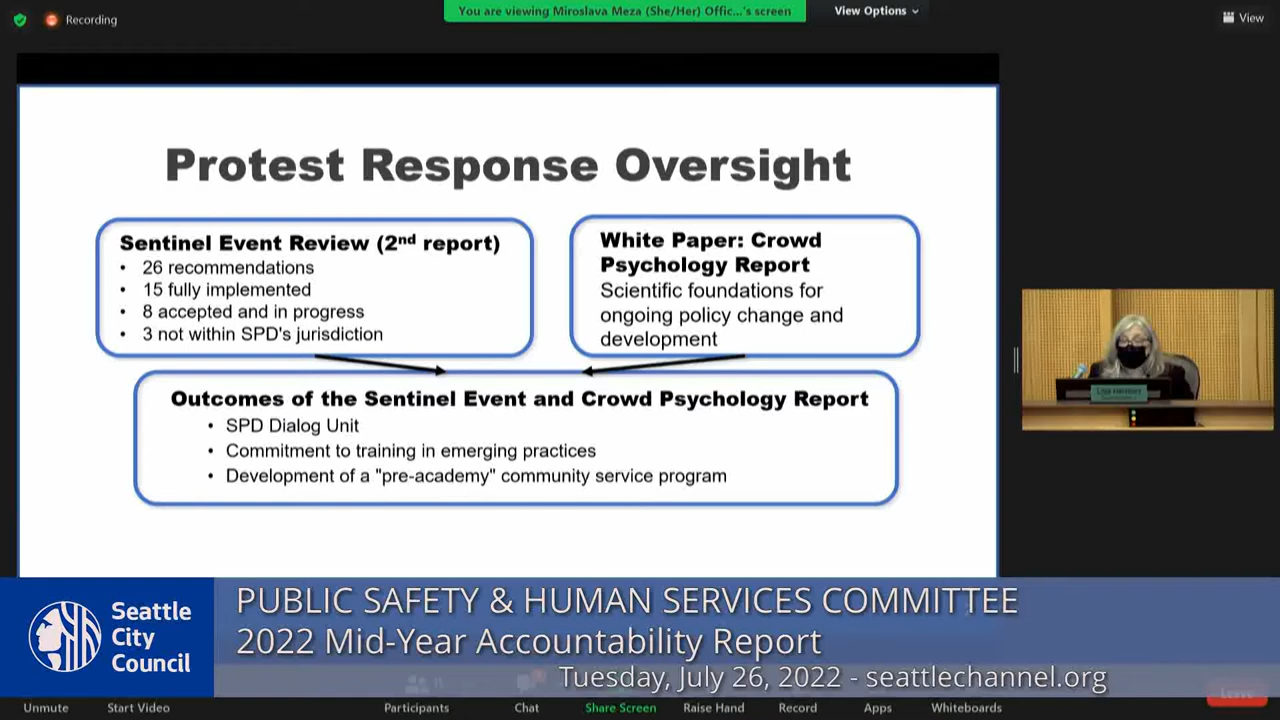 Recording
You are viewing Miroslava Meza (She/Her) Offic...'s screen
View Options
View
Protest Response Oversight
Sentinel Event Review (2nd report)
• 26 recommendations
• 15 fully implemented
• 8 accepted and in progress
• 3 not within SPD's jurisdiction
White Paper: Crowd
Psychology Report
Scientific foundations for
ongoing policy change and
development
Outcomes of the Sentinel Event and Crowd Psychology Report
• SPD Dialog Unit
• Commitment to training in emerging practices
• Development of a "pre-academy" community service program
Seattle
City
Council
PUBLIC SAFETY & HUMAN SERVICES COMMITTEE
2022 Mid-Year Accountability Report
Tuesday, July 26, 2022 - seattlechannel.org
Unmute
Start Video
Participants
Chat
Share Screen
Raise Hand
Record
Apps
Whiteboards
Leave